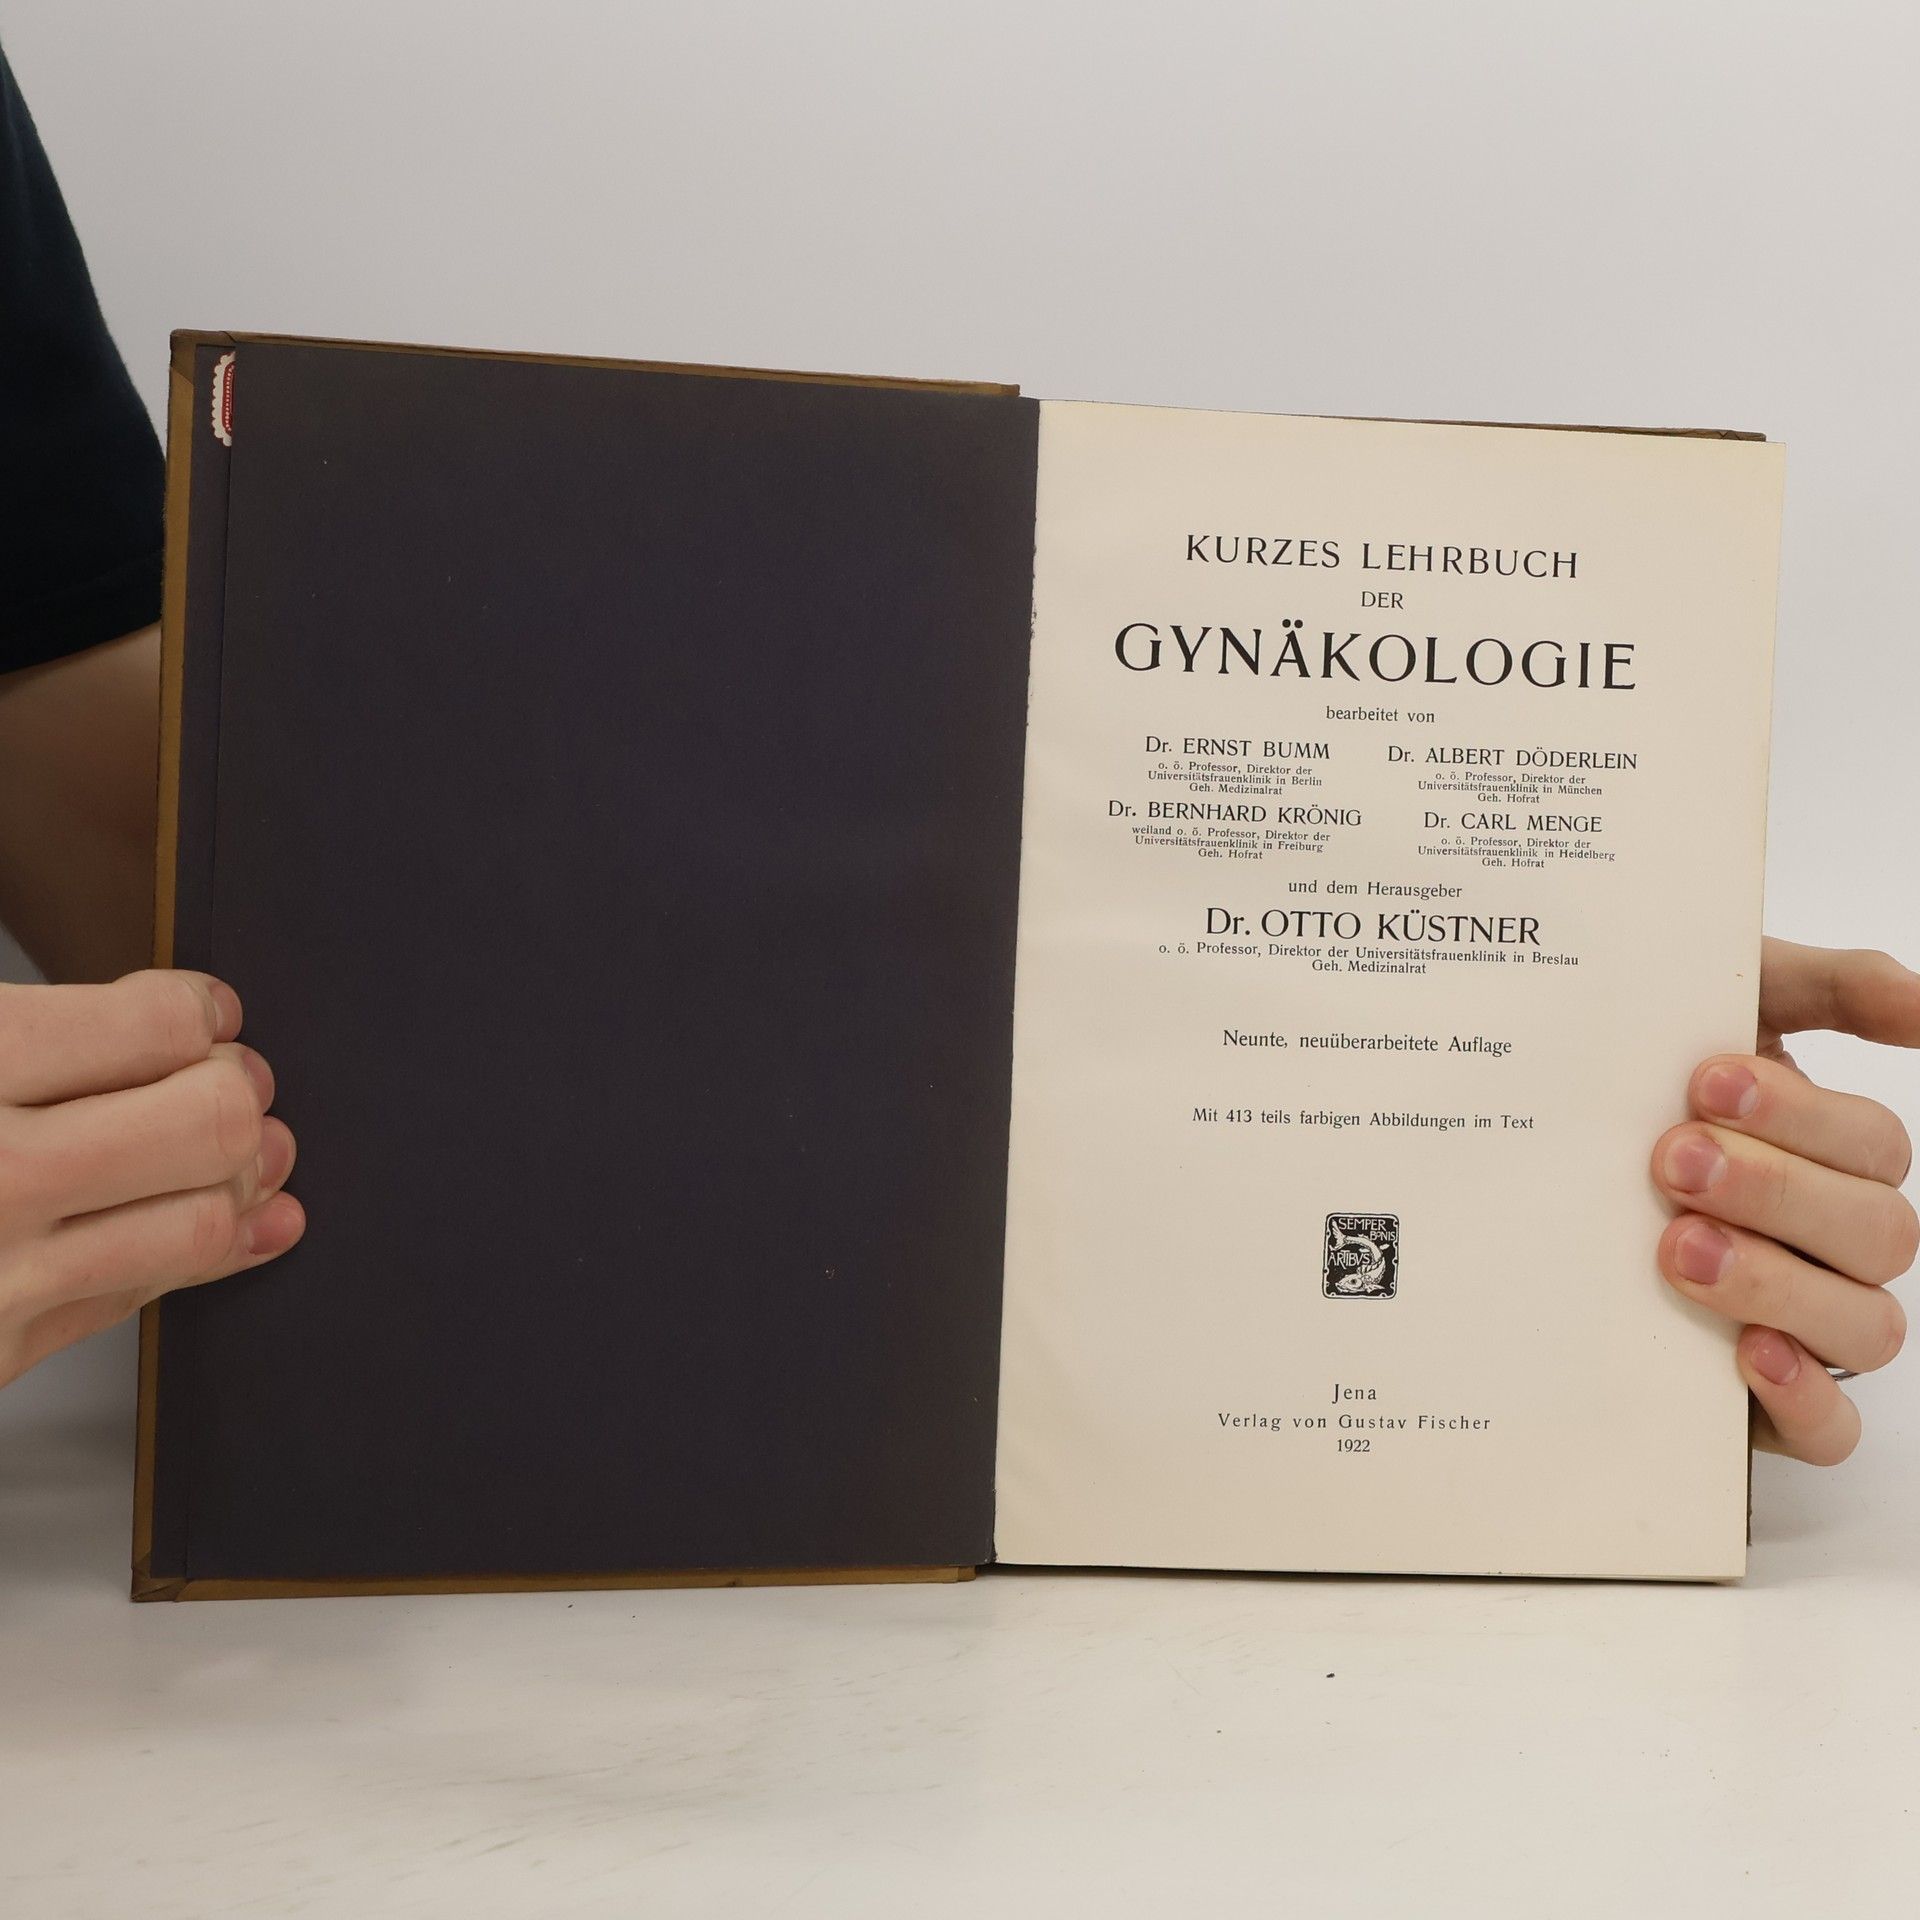 KURZES LEHRBUCH
DER
GYNÄKOLOGIE
bearbeitet von
Dr. ERNST BUMM
o. ö. Professor, Direktor der
Universitätsfrauenklinik in Berlin
Geh. Medizinalrat
Dr. ALBERT DÖDERLEIN
o. ö. Professor, Direktor der
Universitätsfrauenklinik in München
Geh. Hofrat
Dr. BERNHARD KRÖNIG
weiland o. ö. Professor, Direktor der
Universitätsfrauenklinik in Freiburg
Geh. Hofrat
Dr. CARL MENGE
o. ö. Professor, Direktor der
Universitätsfrauenklinik in Heidelberg
Geh. Hofrat
und dem Herausgeber
Dr. OTTO KÜSTNER
o. ö. Professor, Direktor der Universitätsfrauenklinik in Breslau
Geh. Medizinalrat
Neunte, neuüberarbeitete Auflage
Mit 413 teils farbigen Abbildungen im Text
SEMPER
BONIS
ARTIBVS
Jena
Verlag von Gustav Fischer
1922